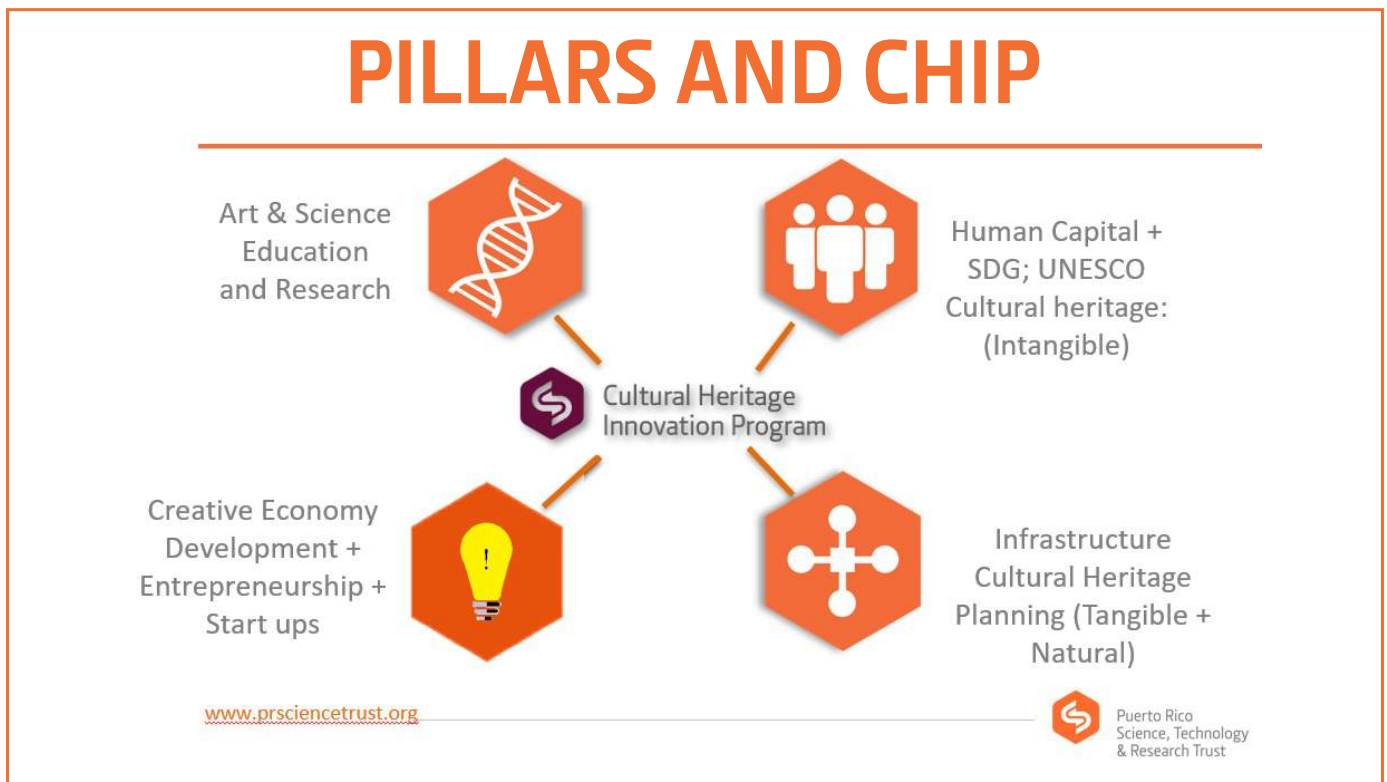 PILLARS AND CHIP
Art & Science
Education
and Research
Human Capital +
SDG; UNESCO
Cultural heritage:
(Intangible)
Cultural Heritage
Innovation Program
Creative Economy
Development +
Entrepreneurship +
Start ups
!
Infrastructure
Cultural Heritage
Planning (Tangible +
Natural)
www.prsciencetrust.org
Puerto Rico
Science, Technology
& Research Trust